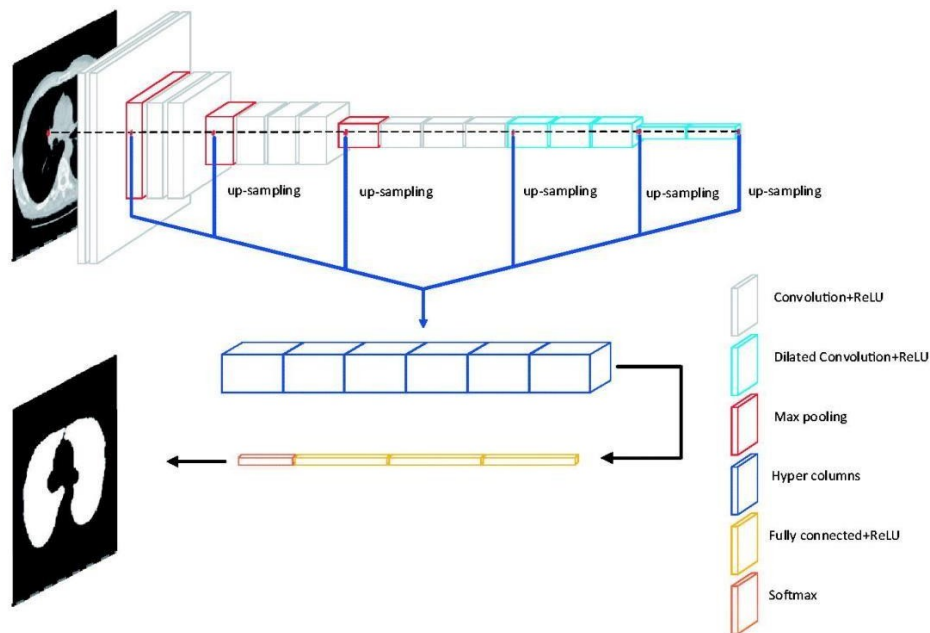 up-sampling
up-sampling
up-sampling
up-sampling
up-sampling
Convolution+ReLU
Dilated Convolution+ReLU
Max pooling
Hyper columns
Fully connected+ReLU
Softmax